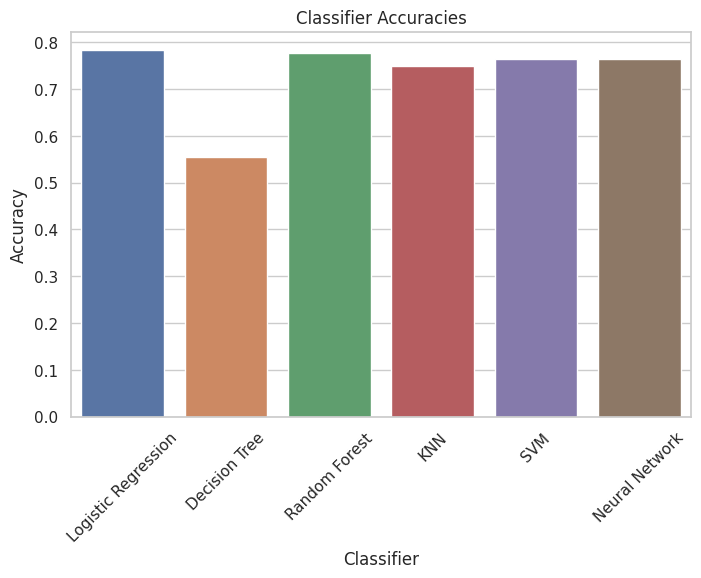 Classifier Accuracies
Accuracy
0.8
0.7
0.6
0.5
0.4
0.3
0.2
0.1
0.0
Logistic Regression
Decision Tree
Random Forest
KNN
SVM
Neural Network
Classifier